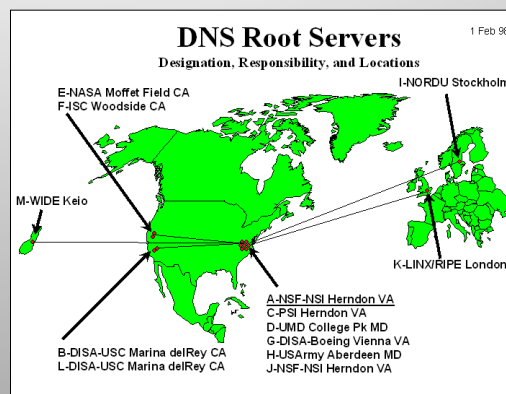 DNS Root Servers
1 Feb 98
Designation, Responsibility, and Locations
E-NASA Moffet Field CA
F-ISC Woodside CA
I-NORDU Stockholm
M-WIDE Keio
K-LINX/RIPE London
A-NSF-NSI Herndon VA
C-PSI Herndon VA
D-UMD College Pk MD
G-DISA-Boeing Vienna VA
H-USArmy Aberdeen MD
J-NSF-NSI Herndon VA
B-DISA-USC Marina delRey CA
L-DISA-USC Marina delRey CA